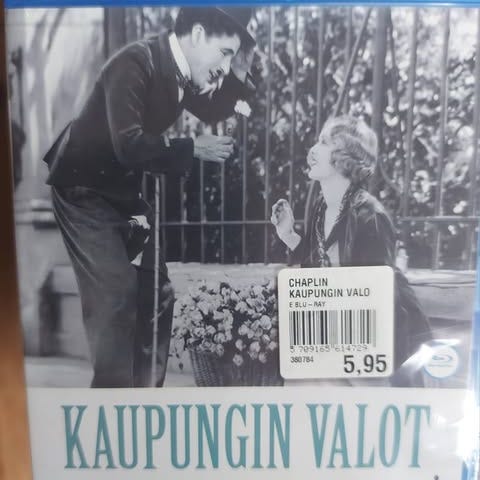 CHAPLIN
KAUPUNGIN VALO
E BLU-RAY
5 709165 614729
380784
5,95
KAUPUNGIN VALOT